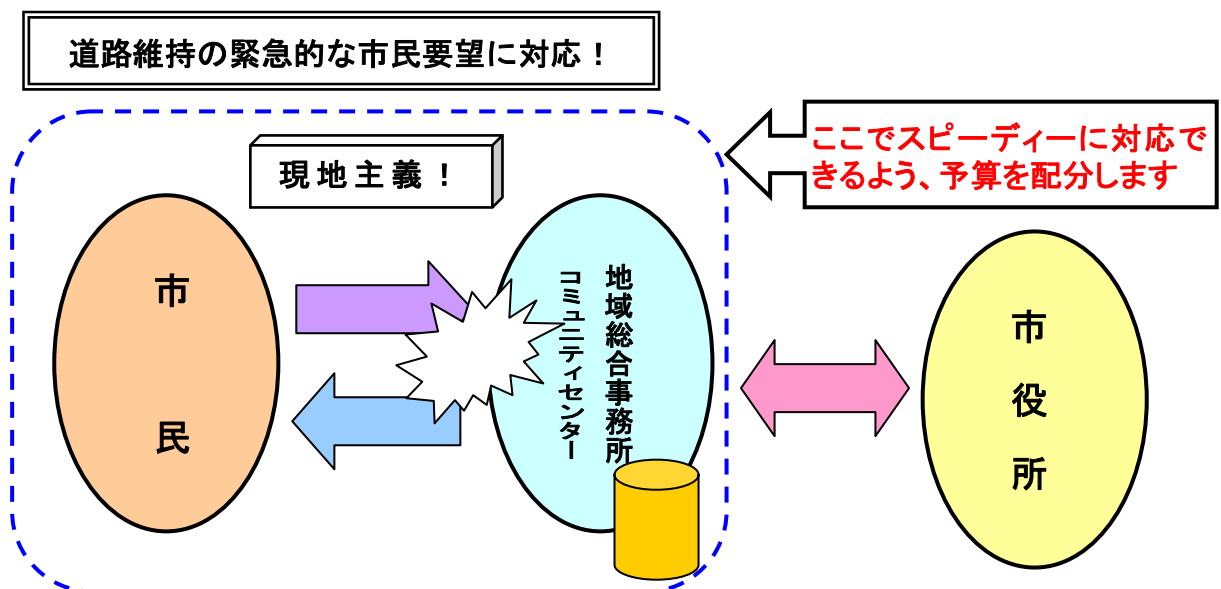 道路維持の緊急的な市民要望に対応！
ここでスピーディーに対応で
きるよう、予算を配分します
現地主義！
市民
地域総合事務所
コミュニティセンター
市役所